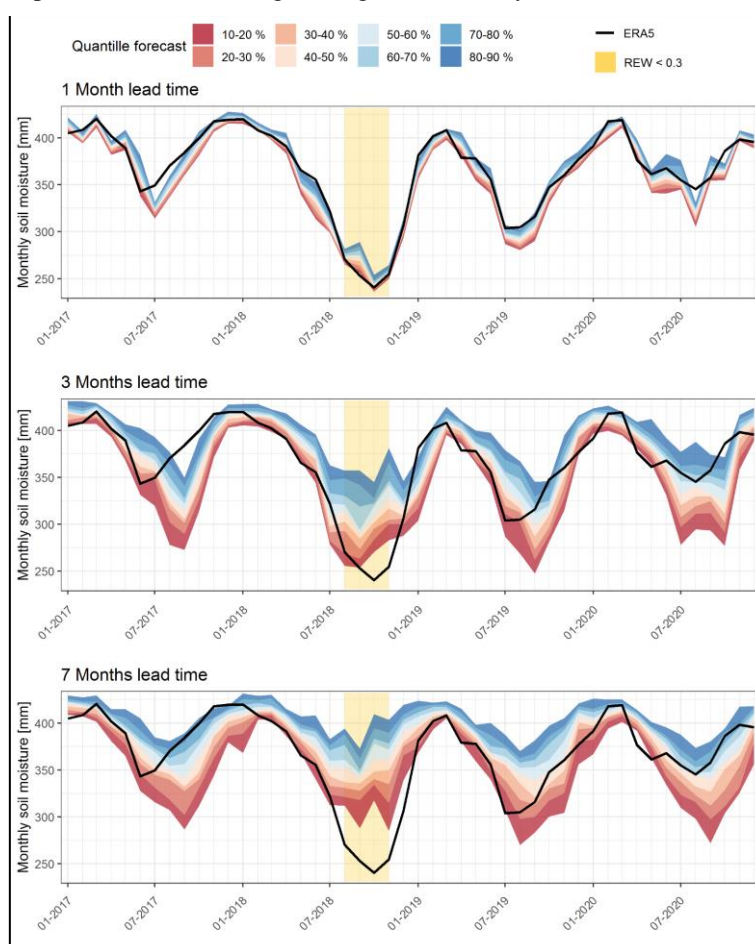 Quantille forecast
10-20 % 30-40 % 50-60 % 70-80 % ERA5
20-30 % 40-50 % 60-70 % 80-90 % REW < 0.3
1 Month lead time
Monthly soil moisture [mm]
400
350
300
250
01-2017 07-2017 01-2018 07-2018 01-2019 07-2019 01-2020 07-2020
3 Months lead time
Monthly soil moisture [mm]
400
350
300
250
01-2017 07-2017 01-2018 07-2018 01-2019 07-2019 01-2020 07-2020
7 Months lead time
Monthly soil moisture [mm]
400
350
300
250
01-2017 07-2017 01-2018 07-2018 01-2019 07-2019 01-2020 07-2020